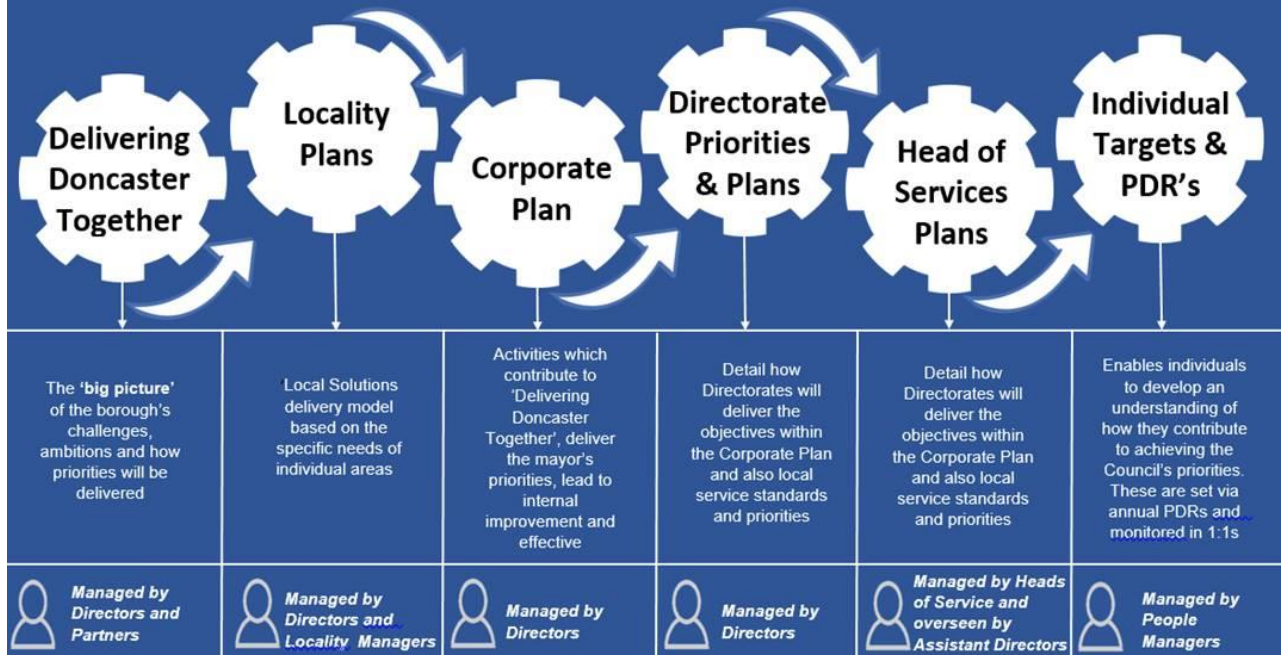 Delivering
Doncaster
Together
Locality
Plans
Corporate
Plan
Directorate
Priorities
& Plans
Head of
Services
Plans
Individual
Targets &
PDR's
The 'big picture'
of the borough's
challenges,
ambitions and how
priorities will be
delivered
'Local Solutions
delivery model
based on the
specific needs of
individual areas
Activities which
contribute to
'Delivering
Doncaster
Together', deliver
the mayor's
priorities, lead to
internal
improvement and
effective
Detail how
Directorates will
deliver the
objectives within
the Corporate Plan
and also local
service standards
and priorities
Detail how
Directorates will
deliver the
objectives within
the Corporate Plan
and also local
service standards
and priorities
Enables individuals
to develop an
understanding of
how they contribute
to achieving the
Council's priorities.
These are set via
annual PDRs and
monitored in 1:1s
Managed by
Directors and
Partners
Managed by
Directors and
Locality Managers
Managed by
Directors
Managed by
Directors
Managed by Heads
of Service and
overseen by
Assistant Directors
Managed by
People
Managers